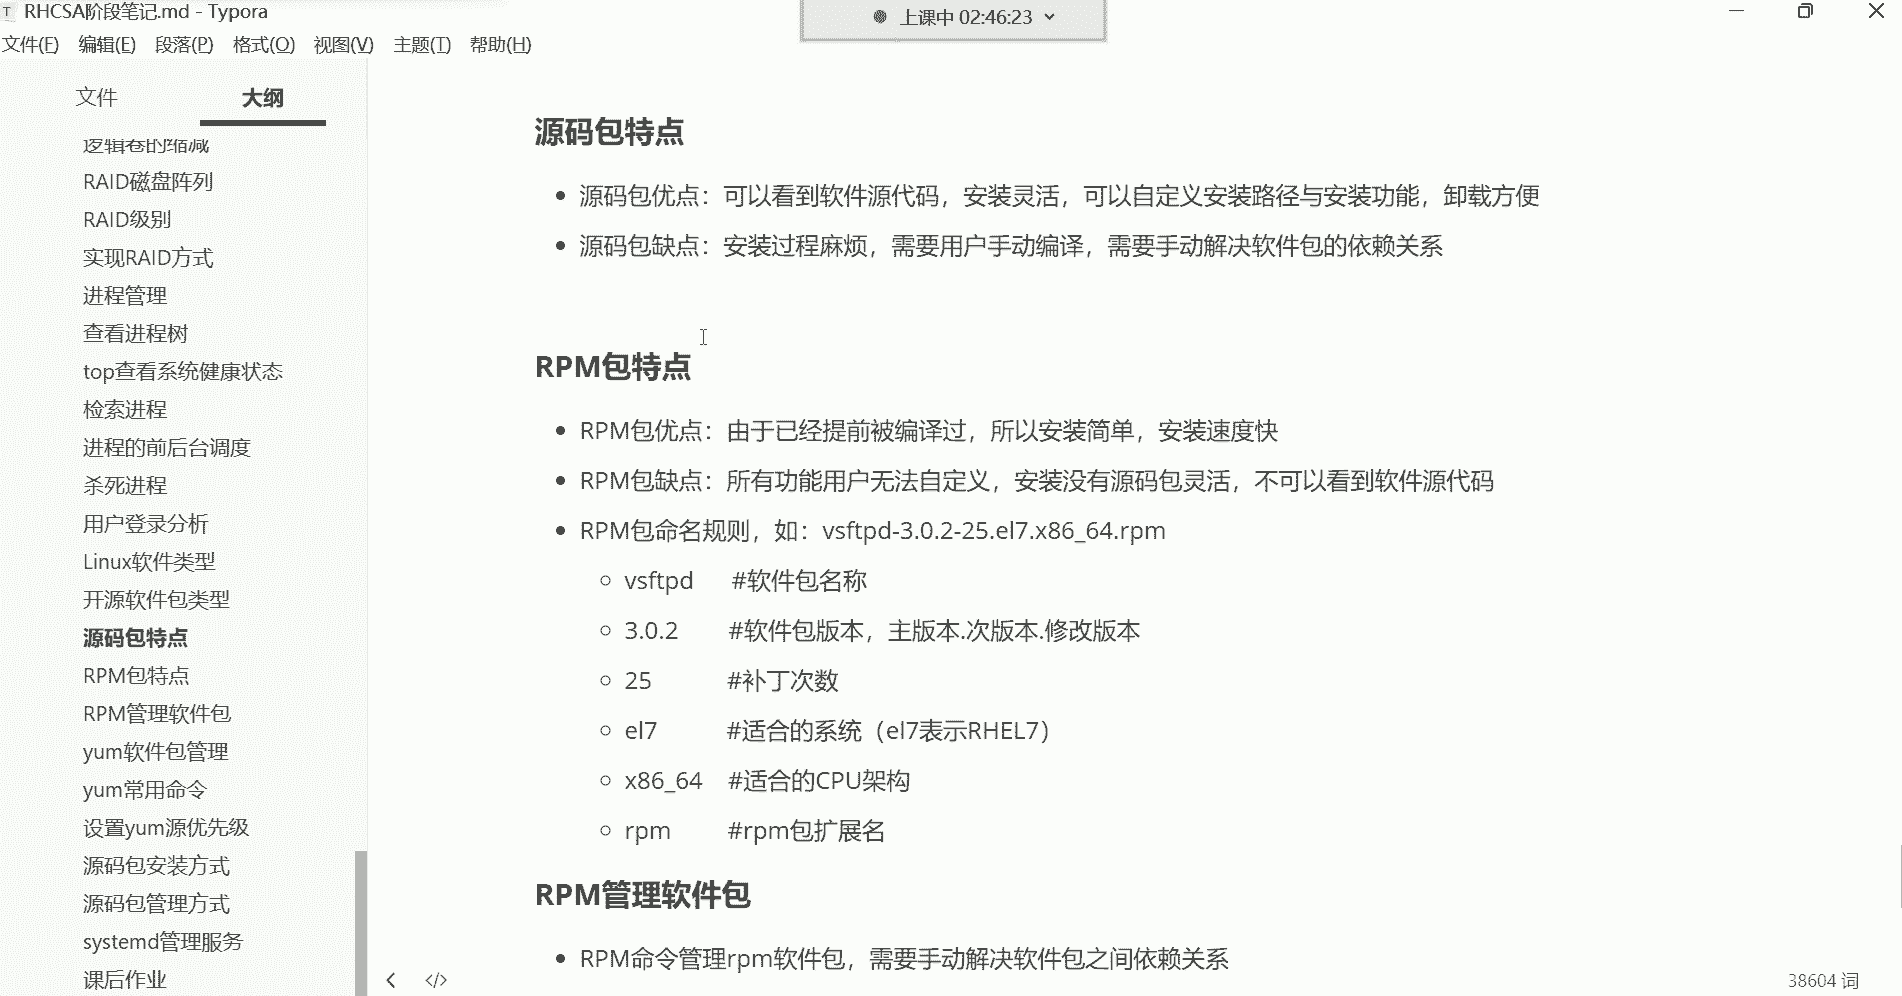 RHCSA阶段笔记.md - Typora
上课中 02:46:23
文件(F) 编辑(E) 段落(P) 格式(O) 视图(V) 主题(T) 帮助(H)
文件 大纲
逻辑卷的缩减
RAID磁盘阵列
RAID级别
实现RAID方式
进程管理
查看进程树
top查看系统健康状态
检索进程
进程的前后台调度
杀死进程
用户登录分析
Linux软件类型
开源软件包类型
源码包特点
RPM包特点
RPM管理软件包
yum软件包管理
yum常用命令
设置yum源优先级
源码包安装方式
源码包管理方式
systemd管理服务
课后作业
源码包特点
源码包优点：可以看到软件源代码，安装灵活，可以自定义安装路径与安装功能，卸载方便
源码包缺点：安装过程麻烦，需要用户手动编译，需要手动解决软件包的依赖关系
RPM包特点
RPM包优点：由于已经提前被编译过，所以安装简单，安装速度快
RPM包缺点：所有功能用户无法自定义，安装没有源码包灵活，不可以看到软件源代码
RPM包命名规则，如：vsftpd-3.0.2-25.el7.x86_64.rpm
vsftpd #软件包名称
3.0.2 #软件包版本，主版本.次版本.修改版本
25 #补丁次数
el7 #适合的系统（el7表示RHEL7）
x86_64 #适合的CPU架构
rpm #rpm包扩展名
RPM管理软件包
RPM命令管理rpm软件包，需要手动解决软件包之间依赖关系
38604 词